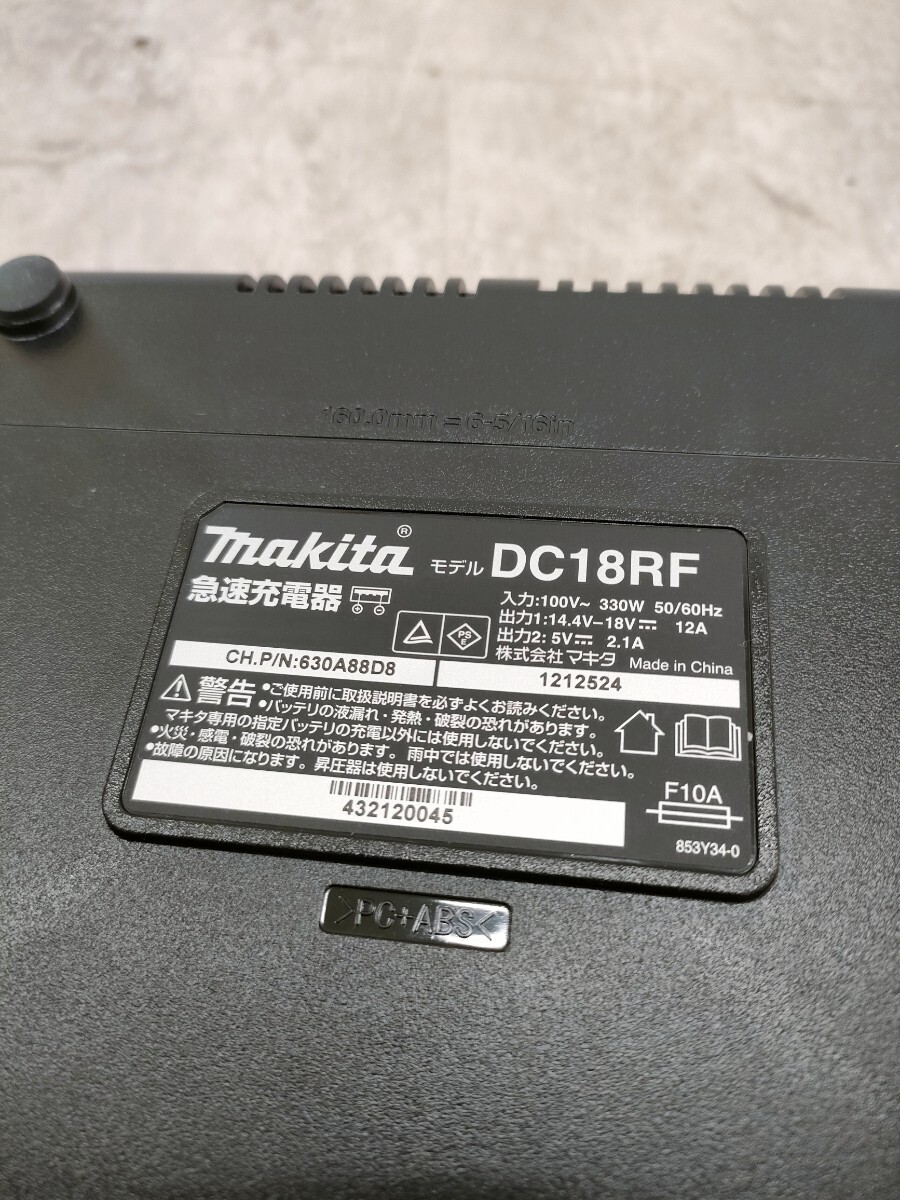 160.0mm = 6-5/16in
makita® モデル DC18RF
急速充電器
入力:100V~ 330W 50/60Hz
出力1:14.4V-18V⎓ 12A
出力2: 5V⎓ 2.1A
株式会社マキタ Made in China
PS E
CH.P/N:630A88D8
1212524
警告 •ご使用前に取扱説明書を必ずよくお読みください。
•バッテリの液漏れ・発熱・破裂の恐れがあります。
マキタ専用の指定バッテリの充電以外には使用しないでください。
•火災・感電・破裂の恐れがあります。雨中では使用しないでください。
•故障の原因になります。昇圧器は使用しないでください。
432120045
F10A
853Y34-0
>PC+ABS<